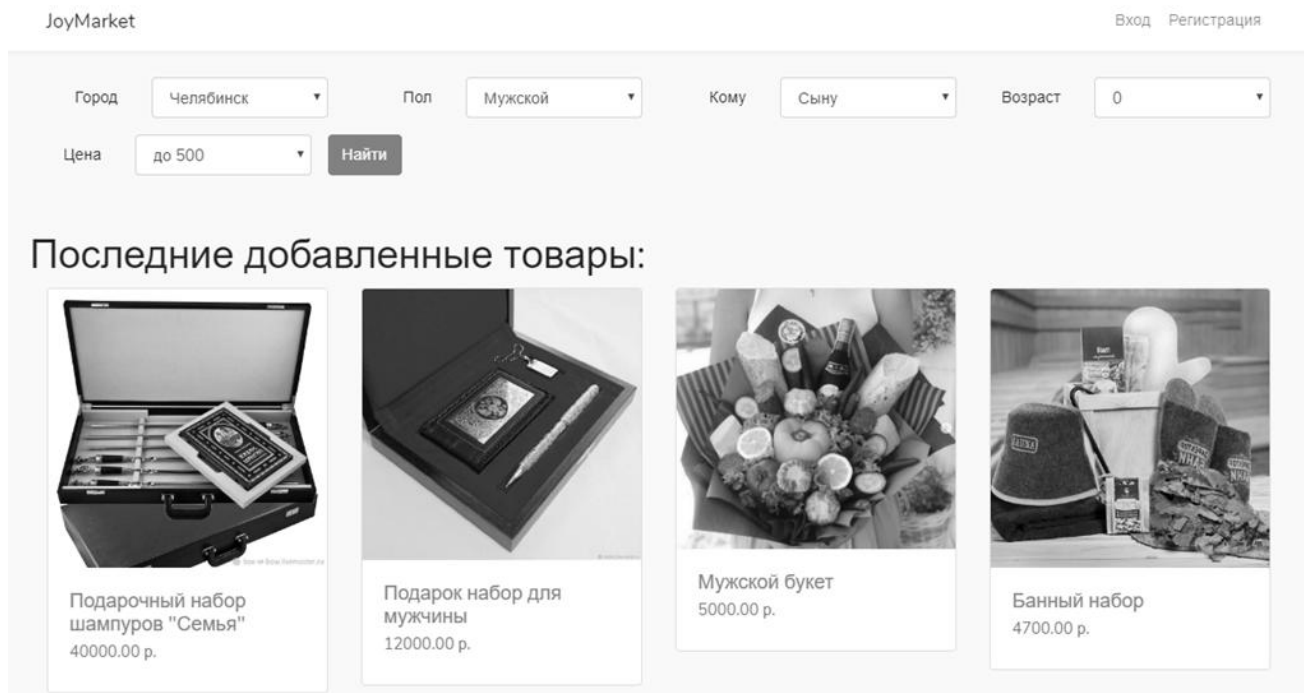 JoyMarket
Вход Регистрация
Город Челябинск Пол Мужской Кому Сыну Возраст 0
Цена до 500 Найти
Последние добавленные товары:
Подарочный набор
шампуров "Семья"
40000.00 р.
Подарок набор для
мужчины
12000.00 р.
Мужской букет
5000.00 р.
Банный набор
4700.00 р.